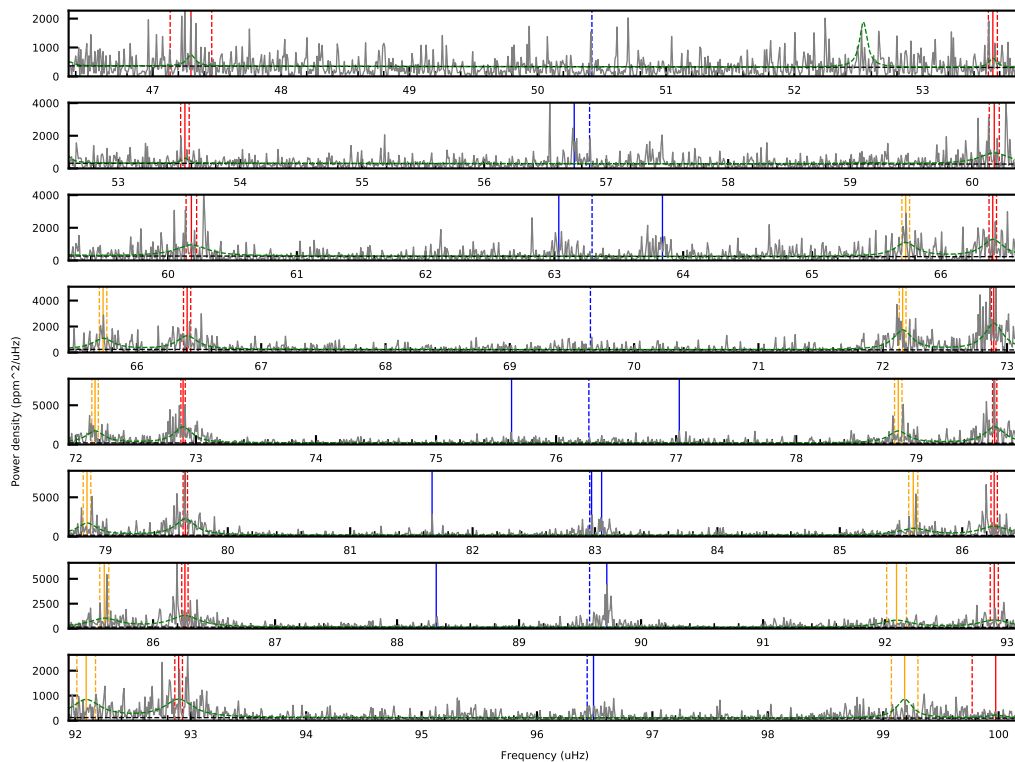 2000
1000
0
47 48 49 50 51 52 53
4000
2000
0
53 54 55 56 57 58 59 60
4000
2000
0
60 61 62 63 64 65 66
4000
2000
0
66 67 68 69 70 71 72 73
5000
0
72 73 74 75 76 77 78 79
5000
0
79 80 81 82 83 84 85 86
5000
2500
0
86 87 88 89 90 91 92 93
2000
1000
0
92 93 94 95 96 97 98 99 100
Power density (ppm^2/uHz)
Frequency (uHz)